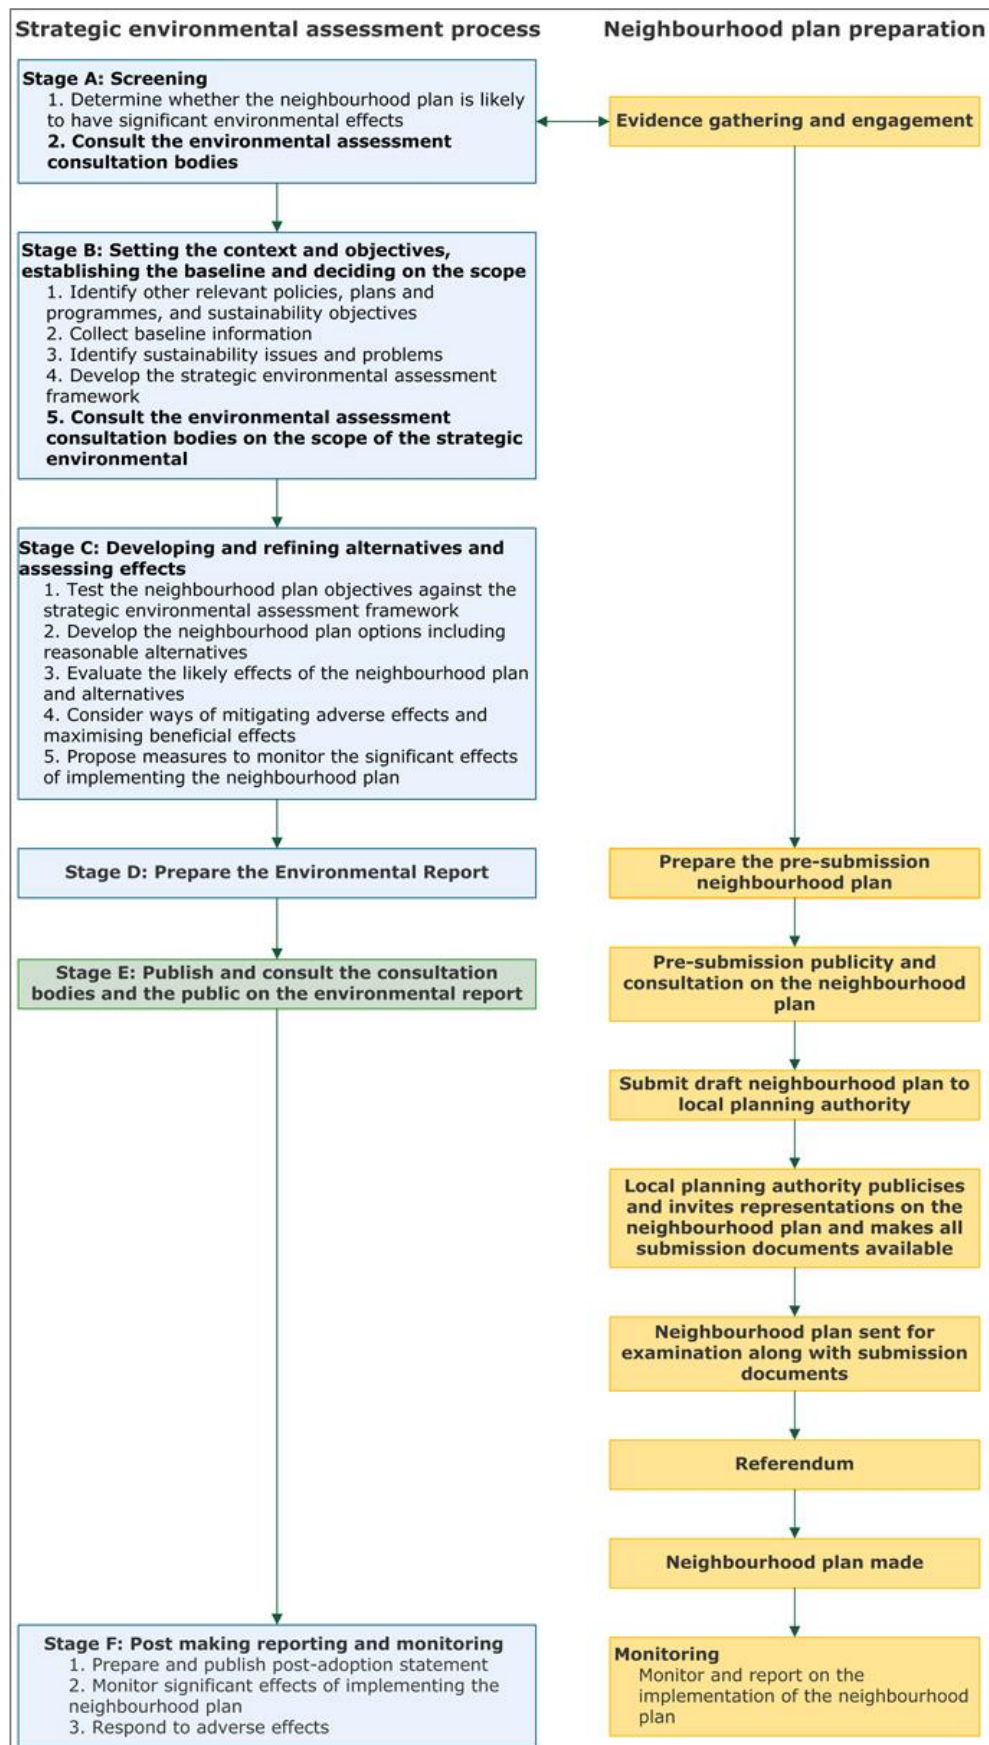 Strategic environmental assessment process
Neighbourhood plan preparation
Stage A: Screening
1. Determine whether the neighbourhood plan is likely
to have significant environmental effects
2. Consult the environmental assessment
consultation bodies
Evidence gathering and engagement
Stage B: Setting the context and objectives,
establishing the baseline and deciding on the scope
1. Identify other relevant policies, plans and
programmes, and sustainability objectives
2. Collect baseline information
3. Identify sustainability issues and problems
4. Develop the strategic environmental assessment
framework
5. Consult the environmental assessment
consultation bodies on the scope of the strategic
environmental
Stage C: Developing and refining alternatives and
assessing effects
1. Test the neighbourhood plan objectives against the
strategic environmental assessment framework
2. Develop the neighbourhood plan options including
reasonable alternatives
3. Evaluate the likely effects of the neighbourhood plan
and alternatives
4. Consider ways of mitigating adverse effects and
maximising beneficial effects
5. Propose measures to monitor the significant effects
of implementing the neighbourhood plan
Stage D: Prepare the Environmental Report
Prepare the pre-submission
neighbourhood plan
Stage E: Publish and consult the consultation
bodies and the public on the environmental report
Pre-submission publicity and
consultation on the neighbourhood
plan
Submit draft neighbourhood plan to
local planning authority
Local planning authority publicises
and invites representations on the
neighbourhood plan and makes all
submission documents available
Neighbourhood plan sent for
examination along with submission
documents
Referendum
Neighbourhood plan made
Stage F: Post making reporting and monitoring
1. Prepare and publish post-adoption statement
2. Monitor significant effects of implementing the
neighbourhood plan
3. Respond to adverse effects
Monitoring
Monitor and report on the
implementation of the neighbourhood
plan